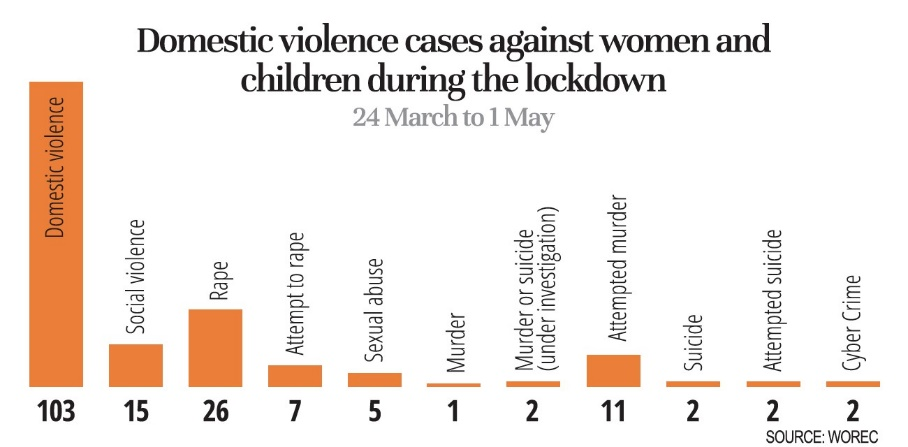 Domestic violence cases against women and
children during the lockdown
24 March to 1 May
Domestic violence
Social violence
Rape
Attempt to rape
Sexual abuse
Murder
Murder or suicide
(under investigation)
Attempted murder
Suicide
Attempted suicide
Cyber Crime
103 15 26 7 5 1 2 11 2 2 2
SOURCE: WOREC